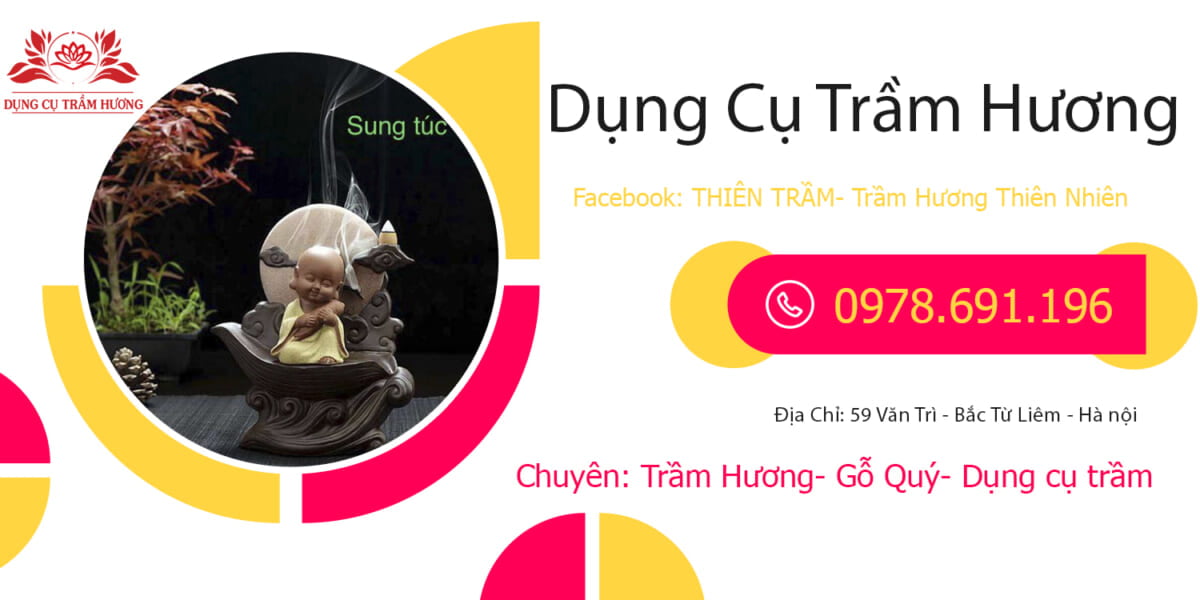 DỤNG CỤ TRẦM HƯƠNG
Sung túc
Dụng Cụ Trầm Hương
Facebook: THIÊN TRẦM- Trầm Hương Thiên Nhiên
0978.691.196
Địa Chỉ: 59 Văn Trì - Bắc Từ Liêm - Hà nội
Chuyên: Trầm Hương- Gỗ Quý- Dụng cụ trầm